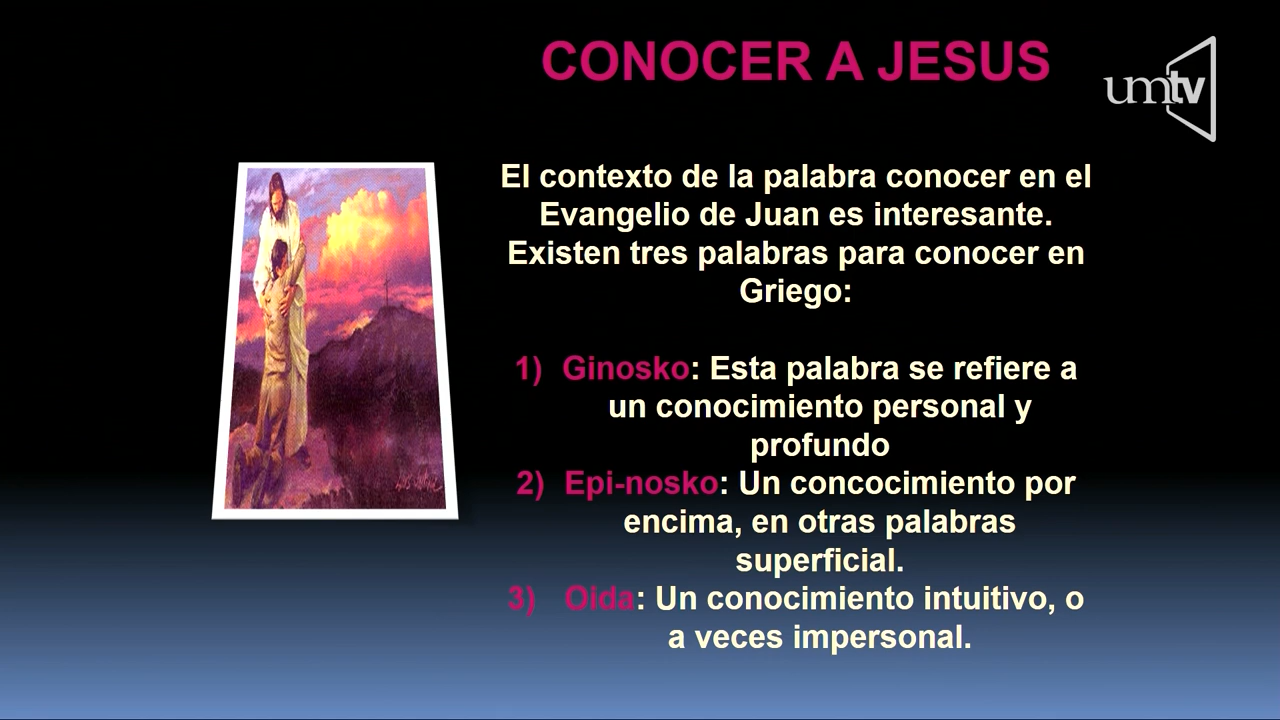 CONOCER A JESUS
umtv
El contexto de la palabra conocer en el
Evangelio de Juan es interesante.
Existen tres palabras para conocer en
Griego:
1) Ginosko: Esta palabra se refiere a
un conocimiento personal y
profundo
2) Epi-nosko: Un concocimiento por
encima, en otras palabras
superficial.
3) Oida: Un conocimiento intuitivo, o
a veces impersonal.